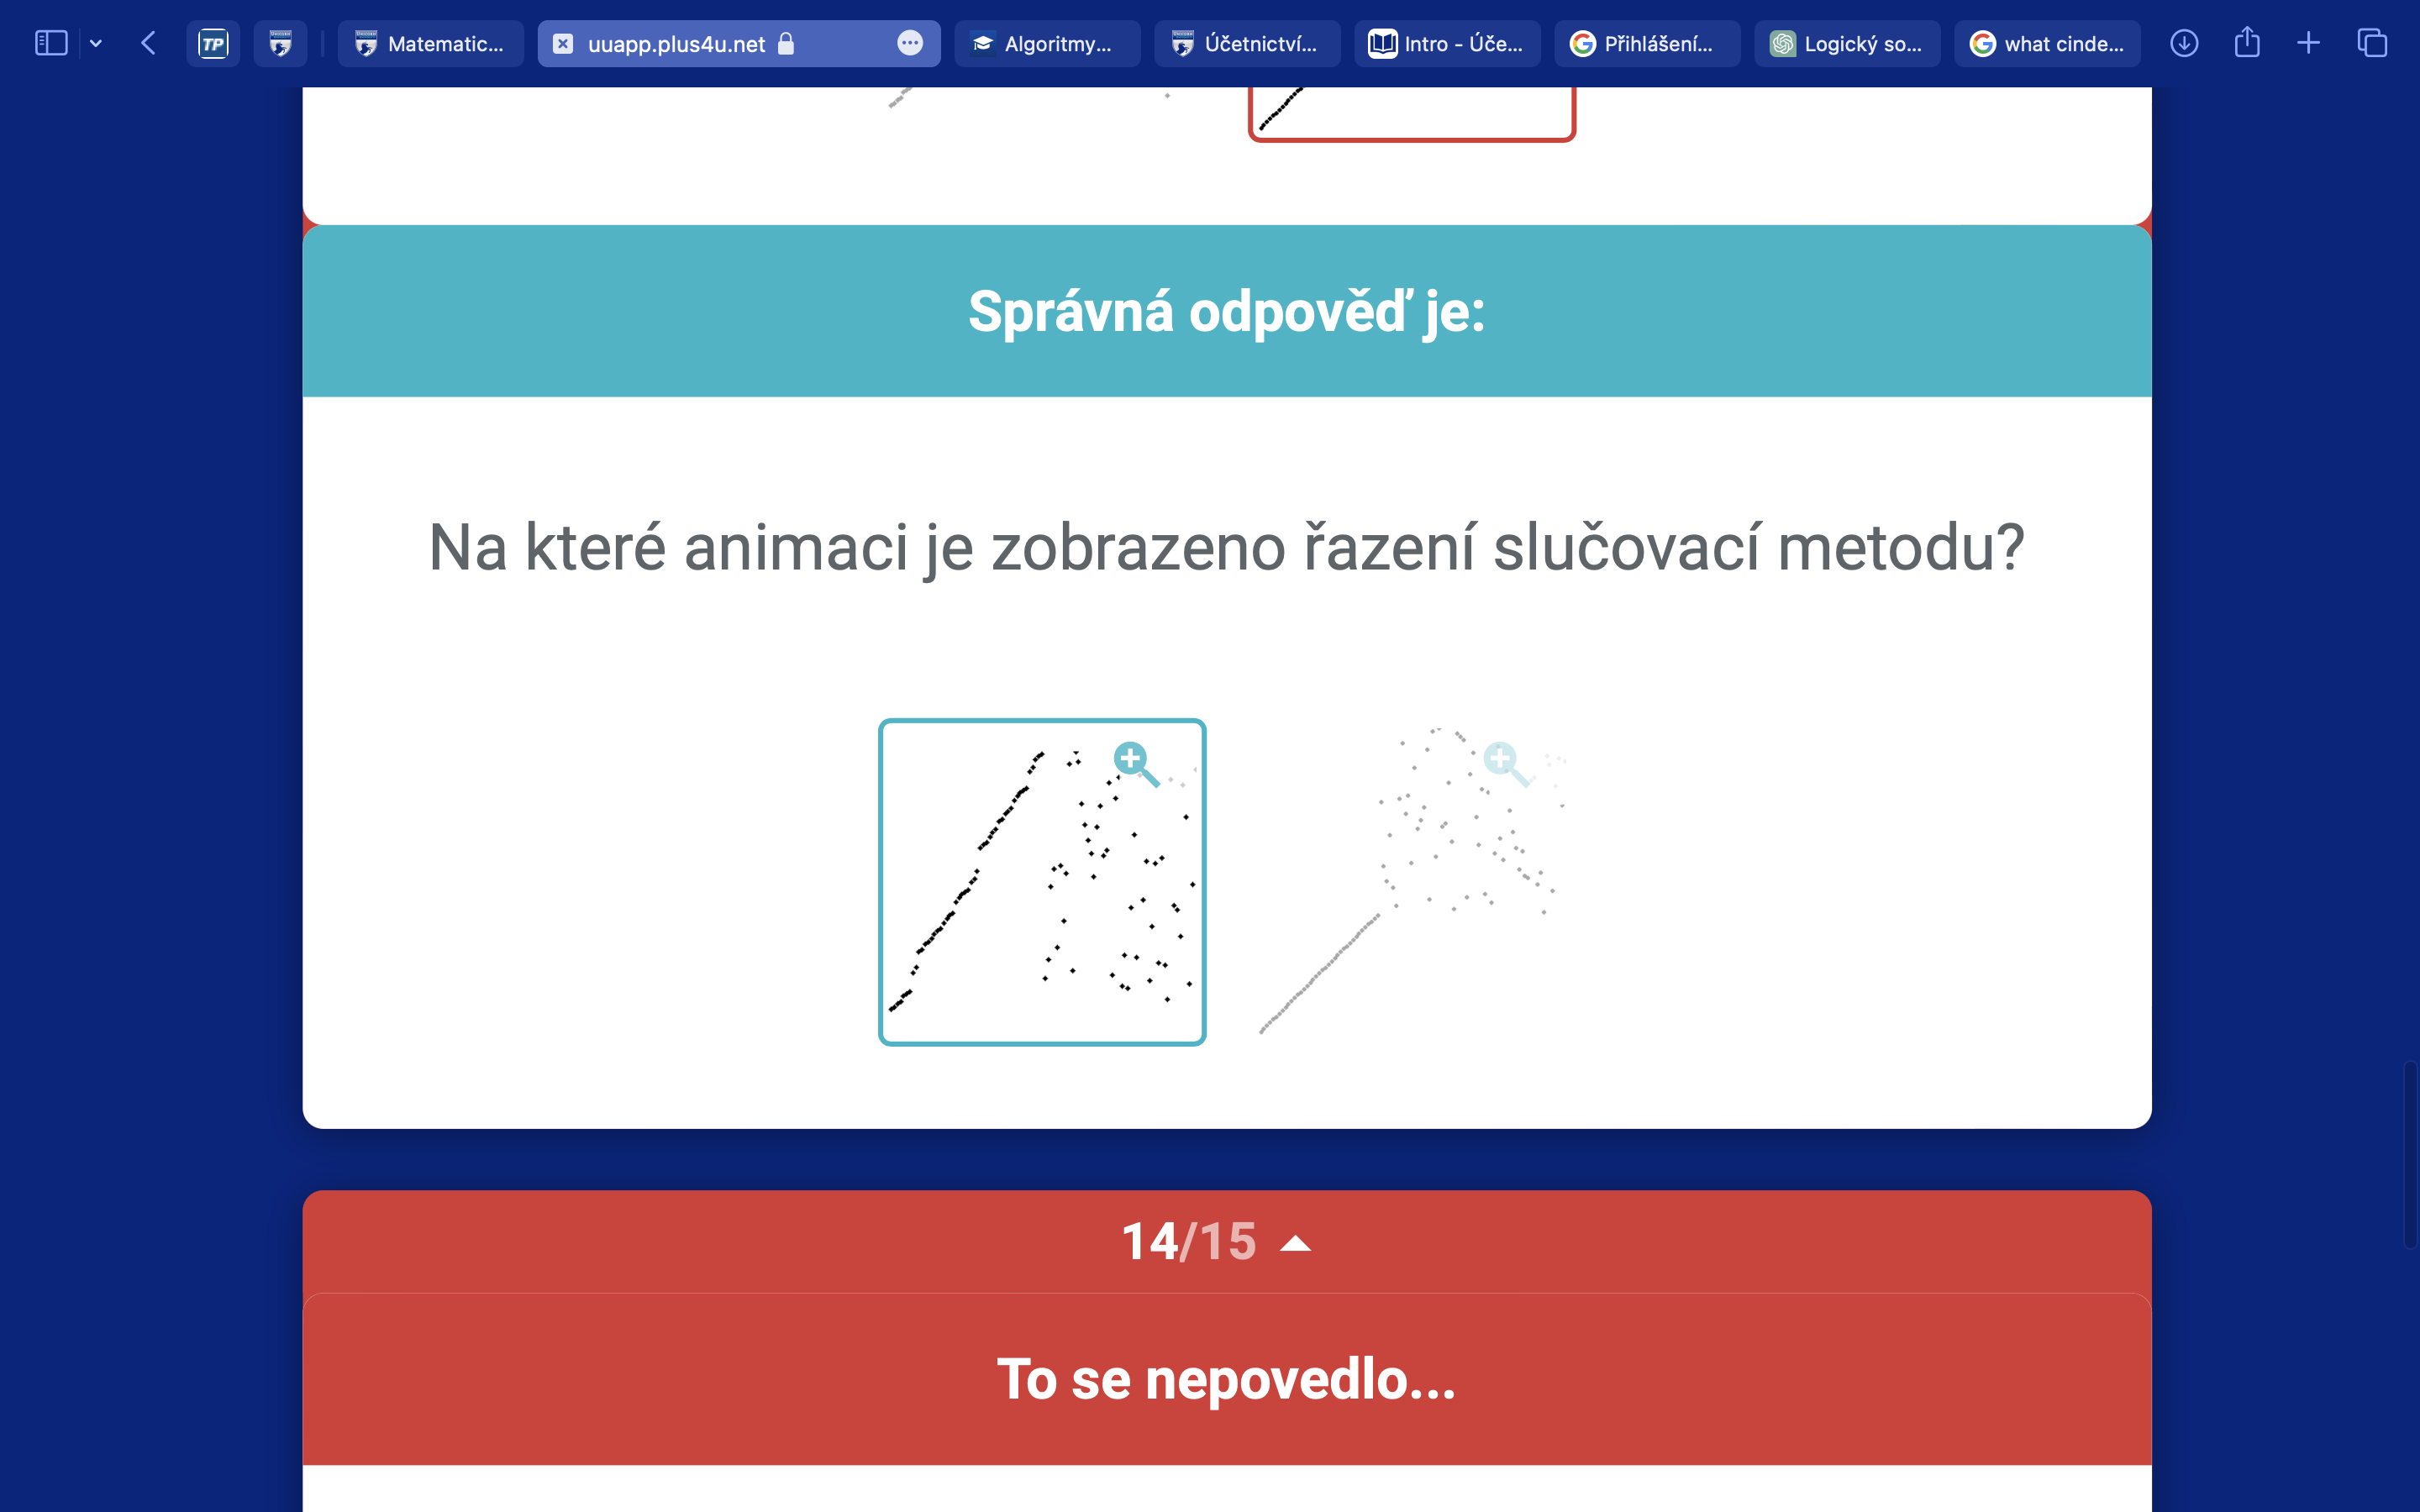 TP
Matematic...
uuapp.plus4u.net
Algoritmy...
Účetnictví...
Intro - Úče...
Přihlášení...
Logický so...
what cinde...
Správná odpověď je:
Na které animaci je zobrazeno řazení slučovací metodu?
14/15
To se nepovedlo...